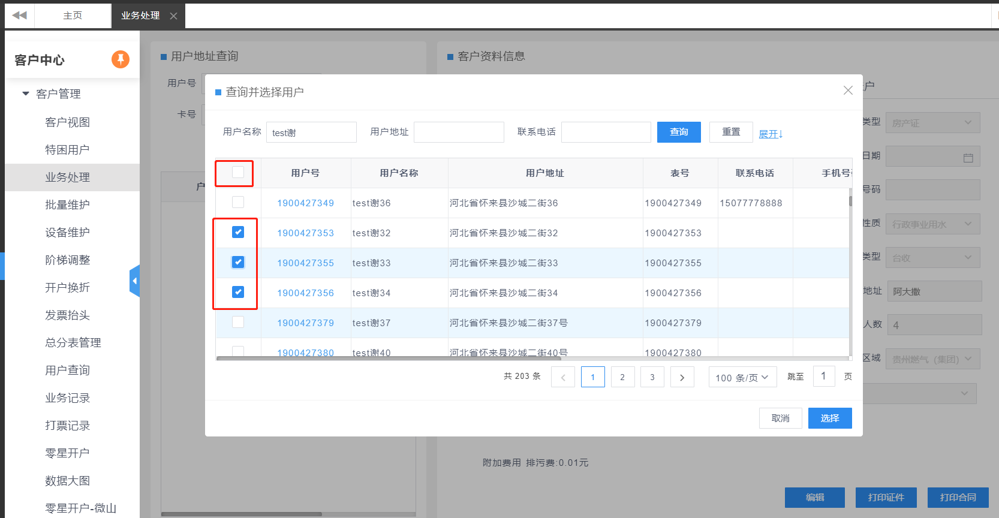 主页
业务处理
客户中心
客户管理
客户视图
特困用户
业务处理
批量维护
设备维护
阶梯调整
开户换折
发票抬头
总分表管理
用户查询
业务记录
打票记录
零星开户
数据大图
零星开户-微山
用户地址查询
用户号
卡号
户
客户资料信息
户
查询并选择用户
用户名称 test谢 用户地址 联系电话 查询 重置 展开↓
用户号 用户名称 用户地址 表号 联系电话 手机号
1900427349 test谢36 河北省怀来县沙城二街36 1900427349 15077778888
1900427353 test谢32 河北省怀来县沙城二街32 1900427353
1900427355 test谢33 河北省怀来县沙城二街33 1900427355
1900427356 test谢34 河北省怀来县沙城二街34 1900427356
1900427379 test谢37 河北省怀来县沙城二街37号 1900427379
1900427380 test谢40 河北省怀来县沙城二街40号 1900427380
共 203 条 1 2 3 100 条/页 跳至 1 页
取消 选择
类型 房产证
日期
号码
性质 行政事业用水
类型 台收
地址 阿大撒
人数 4
区域 贵州燃气（集团）
附加费用 排污费:0.01元
编辑 打印证件 打印合同